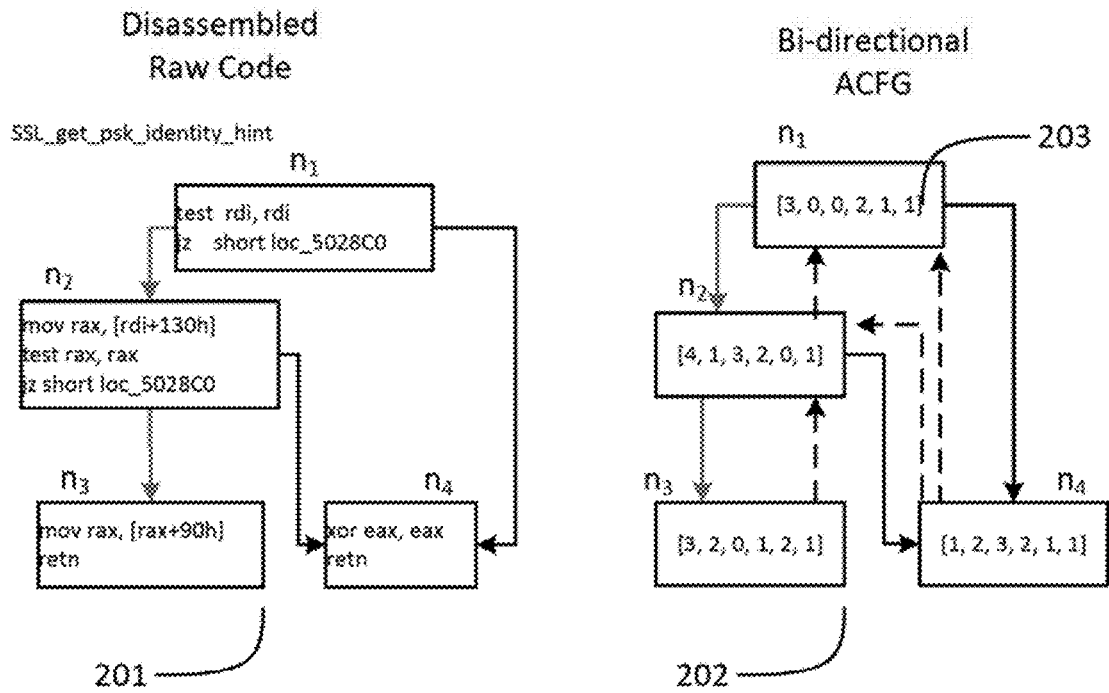 Disassembled
Raw Code
SSL_get_psk_identity_hint
n1
test rdi, rdi
jz short loc_5028C0
n2
mov rax, [rdi+130h]
test rax, rax
jz short loc_5028C0
n3
mov rax, [rax+90h]
retn
n4
xor eax, eax
retn
201
Bi-directional
ACFG
203
n1
[3, 0, 0, 2, 1, 1]
n2
[4, 1, 3, 2, 0, 1]
n3
[3, 2, 0, 1, 2, 1]
n4
[1, 2, 3, 2, 1, 1]
202